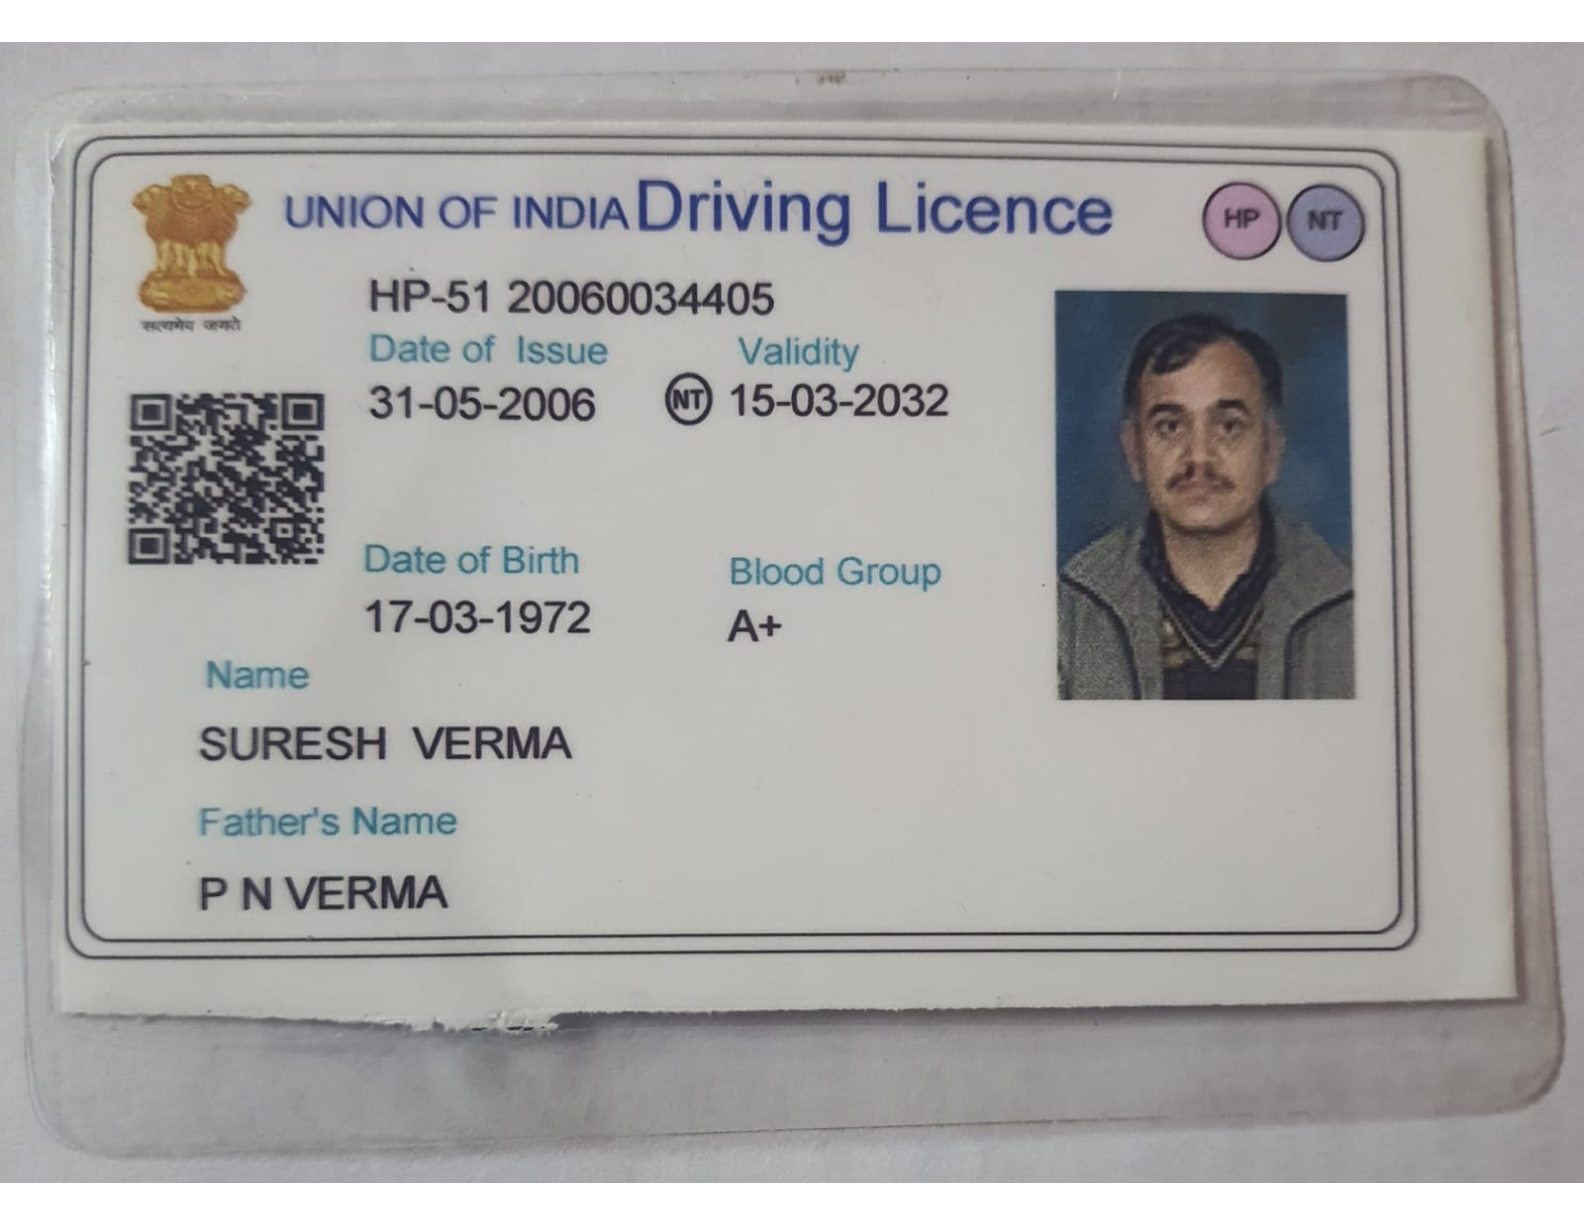 UNION OF INDIA Driving Licence
HP NT
सत्यमेव जयते
HP-51 20060034405
Date of Issue Validity
31-05-2006 NT 15-03-2032
Date of Birth Blood Group
17-03-1972 A+
Name
SURESH VERMA
Father's Name
P N VERMA